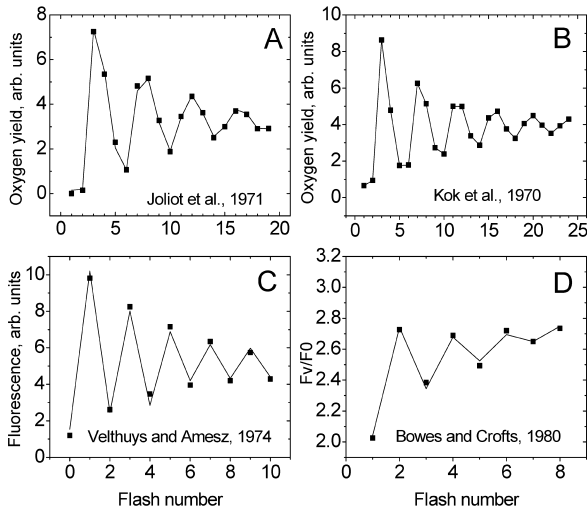 A
Oxygen yield, arb. units
8
6
4
2
0
0 5 10 15 20
Joliot et al., 1971
B
Oxygen yield, arb. units
10
8
6
4
2
0
0 5 10 15 20 25
Kok et al., 1970
C
Fluorescence, arb. units
10
8
6
4
2
0
0 2 4 6 8 10
Velthuys and Amesz, 1974
Flash number
D
Fv/F0
3.2
3.0
2.8
2.6
2.4
2.2
2.0
0 2 4 6 8
Bowes and Crofts, 1980
Flash number